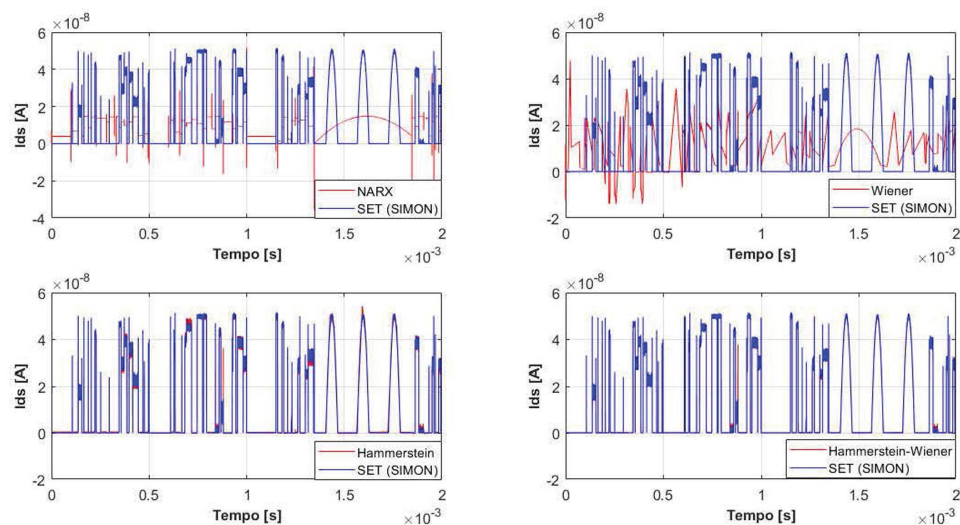 ×10⁻⁸
6
4
2
0
-2
-4
Ids [A]
NARX
SET (SIMON)
0 0.5 1 1.5 2
Tempo [s]
×10⁻³
×10⁻⁸
6
4
2
0
-2
Ids [A]
Wiener
SET (SIMON)
0 0.5 1 1.5 2
Tempo [s]
×10⁻³
×10⁻⁸
6
4
2
0
-2
Ids [A]
Hammerstein
SET (SIMON)
0 0.5 1 1.5 2
Tempo [s]
×10⁻³
×10⁻⁸
6
4
2
0
-2
Ids [A]
Hammerstein-Wiener
SET (SIMON)
0 0.5 1 1.5 2
Tempo [s]
×10⁻³